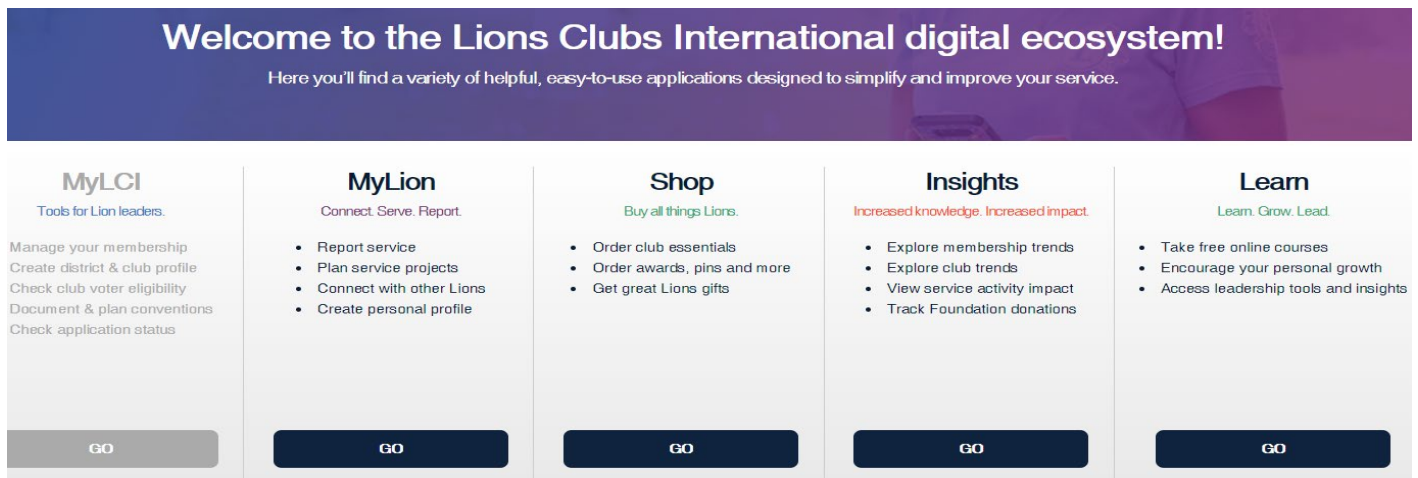 Welcome to the Lions Clubs International digital ecosystem!
Here you'll find a variety of helpful, easy-to-use applications designed to simplify and improve your service.
MyLCI
Tools for Lion leaders.
Manage your membership
Create district & club profile
Check club voter eligibility
Document & plan conventions
Check application status
GO
MyLion
Connect. Serve. Report.
• Report service
• Plan service projects
• Connect with other Lions
• Create personal profile
GO
Shop
Buy all things Lions.
• Order club essentials
• Order awards, pins and more
• Get great Lions gifts
GO
Insights
Increased knowledge. Increased impact.
• Explore membership trends
• Explore club trends
• View service activity impact
• Track Foundation donations
GO
Learn
Learn. Grow. Lead.
• Take free online courses
• Encourage your personal growth
• Access leadership tools and insights
GO